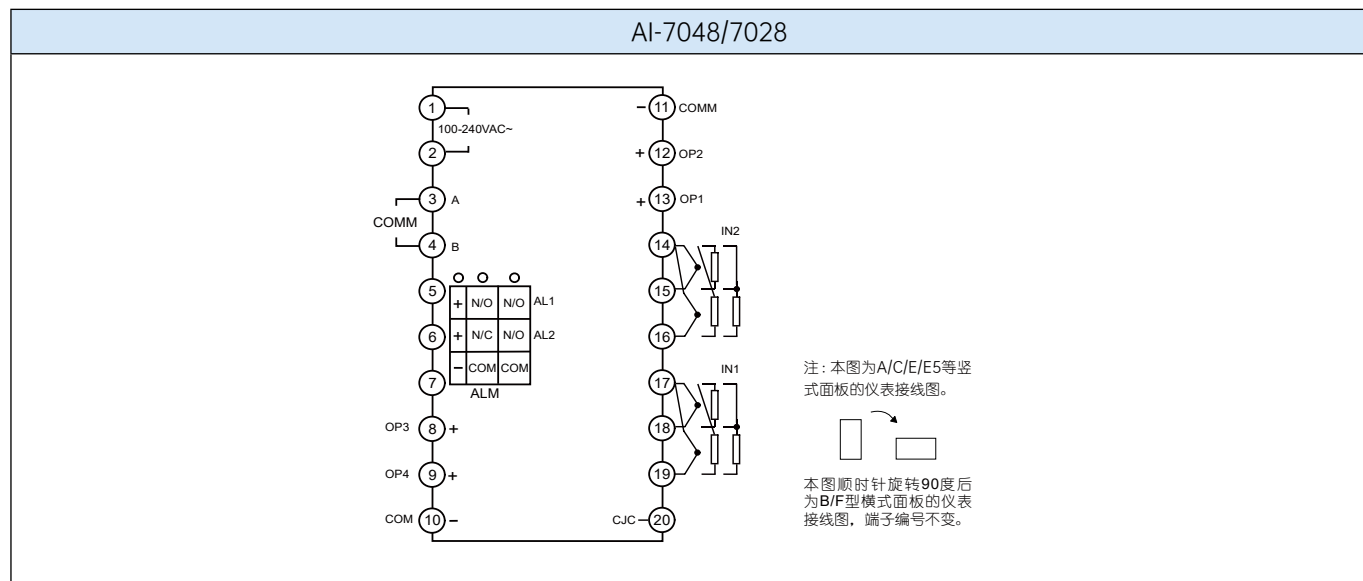 AI-7048/7028
1
100-240VAC~
2
3 A
COMM
4 B
5
+ N/O N/O AL1
6
+ N/C N/O AL2
7
− COM COM
ALM
OP3 8 +
OP4 9 +
COM 10 −
− 11 COMM
+ 12 OP2
+ 13 OP1
IN2
14
15
16
IN1
17
18
19
CJC 20
注：本图为A/C/E/E5等竖
式面板的仪表接线图。
本图顺时针旋转90度后
为B/F型横式面板的仪表
接线图，端子编号不变。